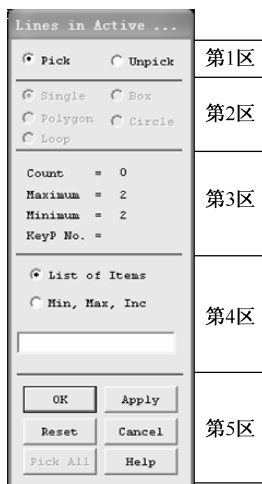 Lines in Active ...
Pick Unpick 第1区
Single Box 第2区
Polygon Circle
Loop
Count = 0
Maximum = 2 第3区
Minimum = 2
KeyP No. =
List of Items
Min, Max, Inc 第4区
OK Apply
Reset Cancel 第5区
Pick All Help